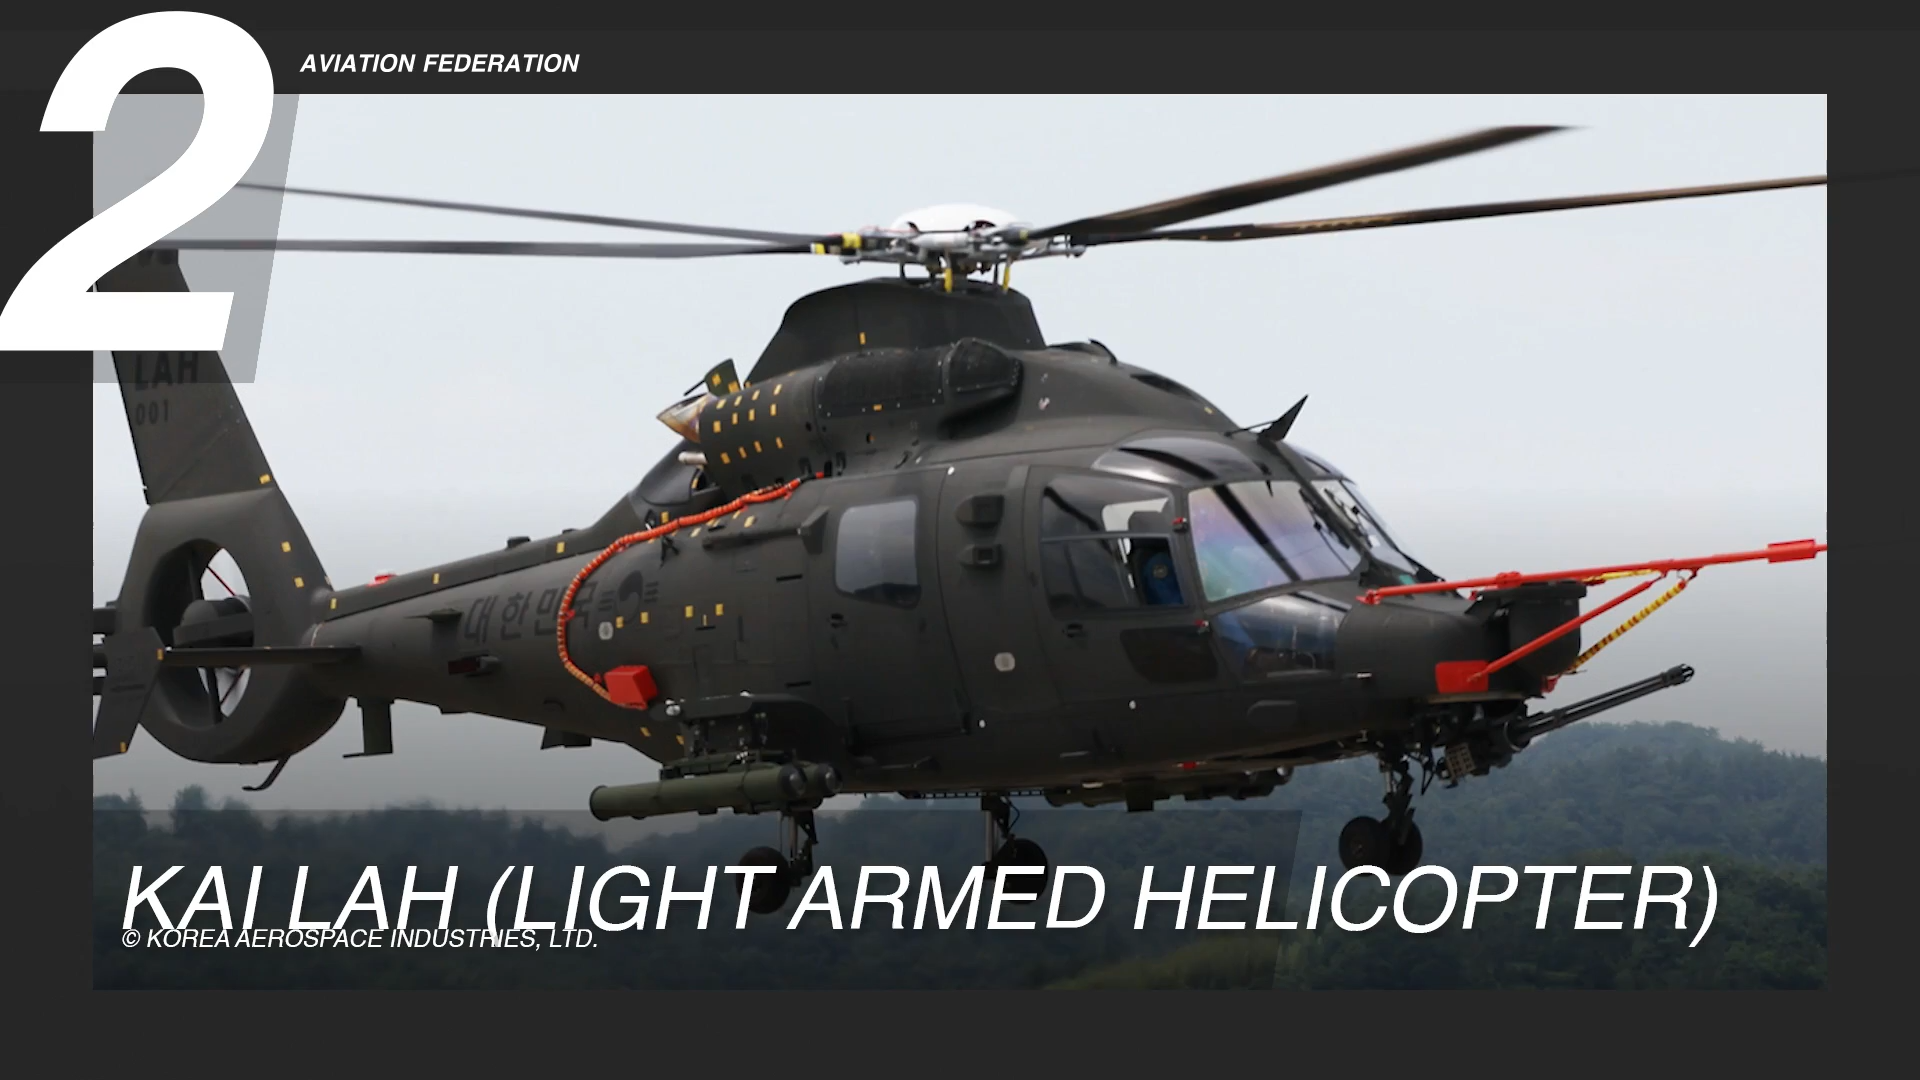 2
AVIATION FEDERATION
LAH
001
대한민국
KAI LAH (LIGHT ARMED HELICOPTER)
© KOREA AEROSPACE INDUSTRIES, LTD.